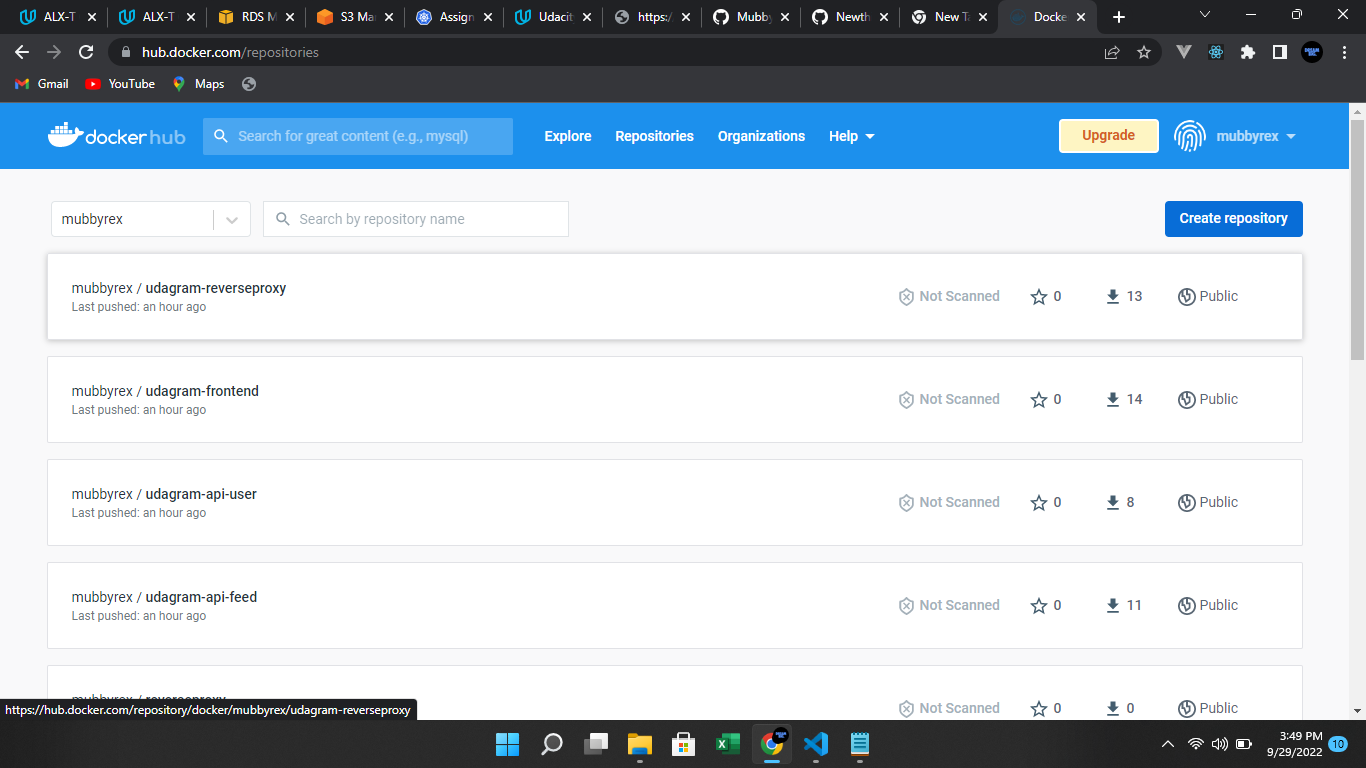 ALX-T
ALX-T
RDS M
S3 Ma
Assign
Udacit
https:/
Mubby
Newth
New Ta
Docke
hub.docker.com/repositories
Gmail
YouTube
Maps
docker hub
Search for great content (e.g., mysql)
Explore
Repositories
Organizations
Help
Upgrade
mubbyrex
mubbyrex
Search by repository name
Create repository
mubbyrex / udagram-reverseproxy
Last pushed: an hour ago
Not Scanned
0
13
Public
mubbyrex / udagram-frontend
Last pushed: an hour ago
Not Scanned
0
14
Public
mubbyrex / udagram-api-user
Last pushed: an hour ago
Not Scanned
0
8
Public
mubbyrex / udagram-api-feed
Last pushed: an hour ago
Not Scanned
0
11
Public
mubbyrex / reverseproxy
Not Scanned
0
0
Public
https://hub.docker.com/repository/docker/mubbyrex/udagram-reverseproxy
3:49 PM
9/29/2022
10